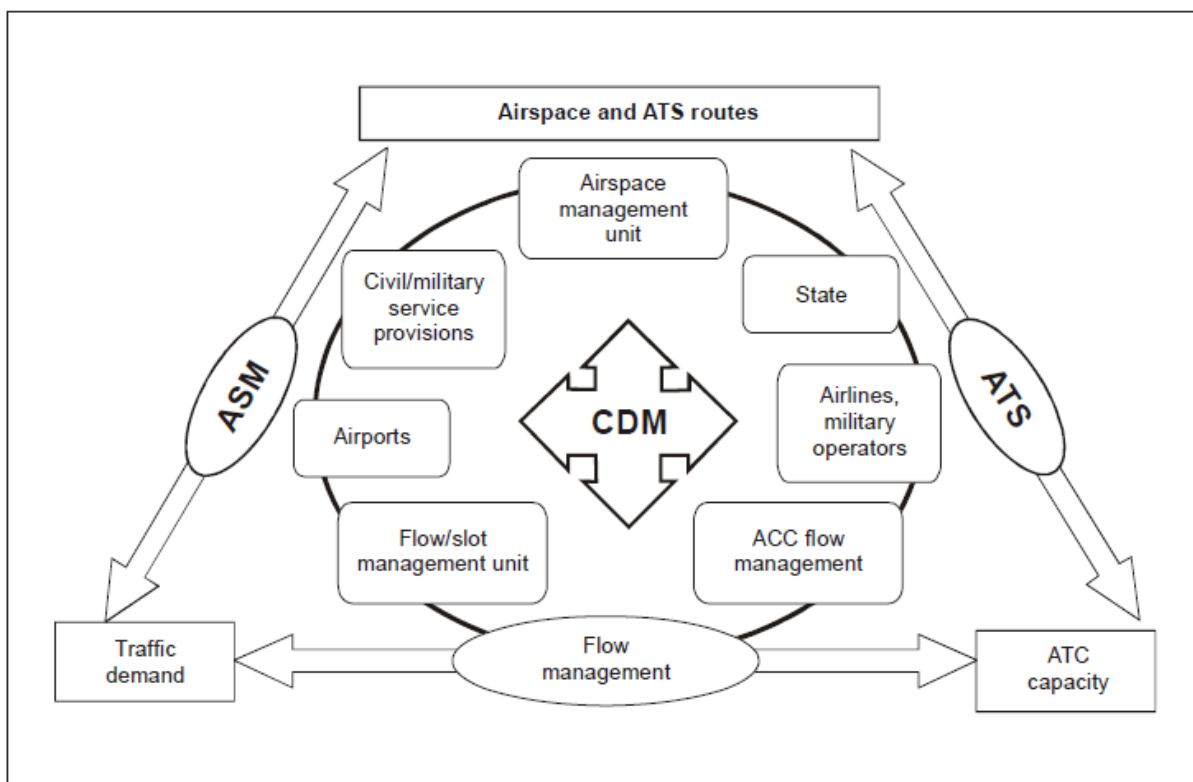 Airspace and ATS routes
Airspace
management
unit
Civil/military
service
provisions
State
ASM
CDM
ATS
Airports
Airlines,
military
operators
Flow/slot
management unit
ACC flow
management
Traffic
demand
Flow
management
ATC
capacity